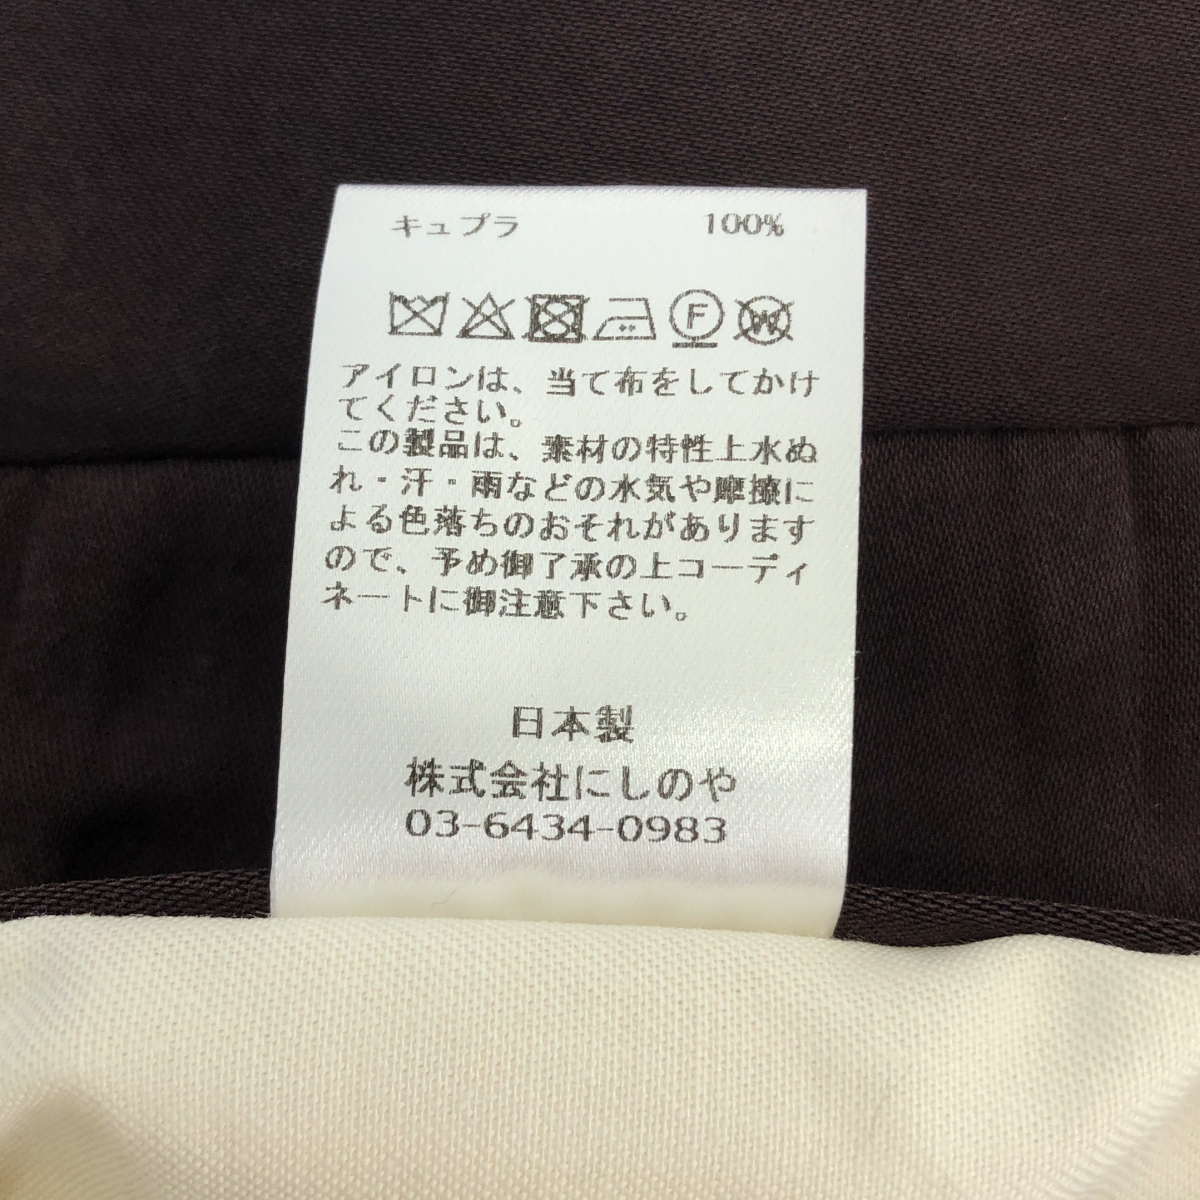 キュプラ 100%
F W
アイロンは、当て布をしてかけ
てください。
この製品は、素材の特性上水ぬ
れ・汗・雨などの水気や摩擦に
よる色落ちのおそれがあります
ので、予め御了承の上コーディ
ネートに御注意下さい。
日本製
株式会社にしのや
03-6434-0983